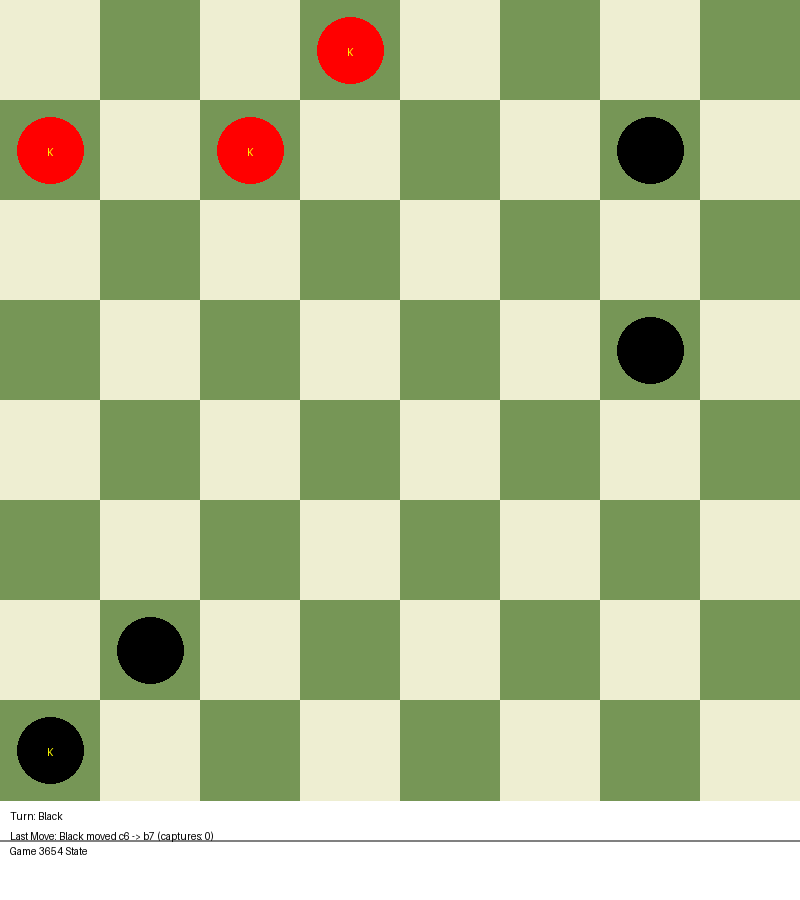 K
K K
K
Turn: Black
Last Move: Black moved c6 -> b7 (captures: 0)
Game 3654 State